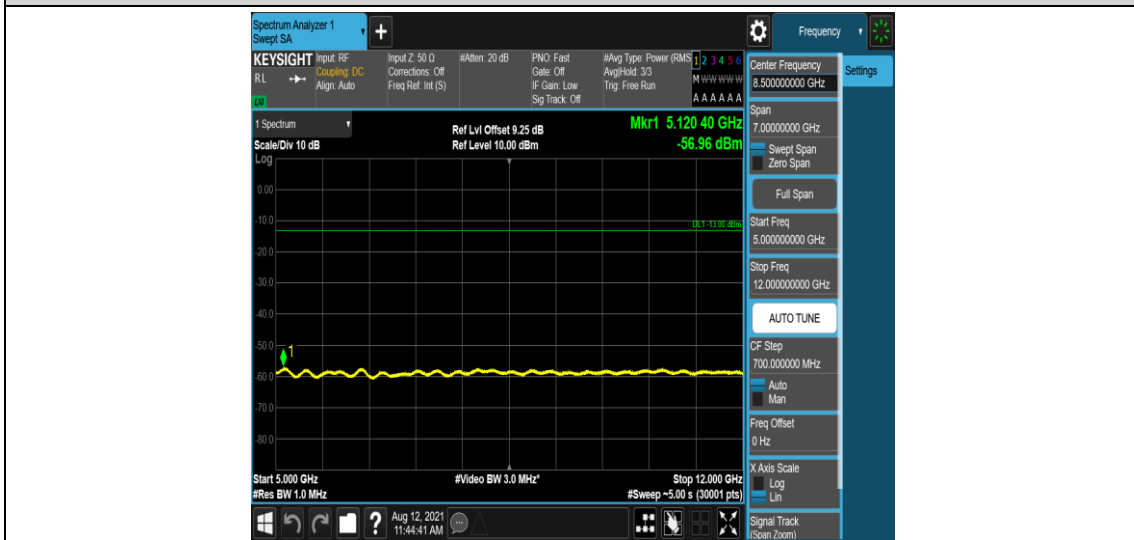 Spectrum Analyzer 1
Swept SA
+
Frequency
KEYSIGHT
RL
LXI
Input: RF
Coupling: DC
Align: Auto
Input Z: 50 Ω
Corrections: Off
Freq Ref: Int (S)
#Atten: 20 dB
PNO: Fast
Gate: Off
IF Gain: Low
Sig Track: Off
#Avg Type: Power (RMS
Avg|Hold: 3/3
Trig: Free Run
1 2 3 4 5 6
M W W W W W
A A A A A A
1 Spectrum
Scale/Div 10 dB
Ref Lvl Offset 9.25 dB
Ref Level 10.00 dBm
Mkr1 5.120 40 GHz
-56.96 dBm
Log
0.00
-10.0
DL1 -13.00 dBm
-20.0
-30.0
-40.0
-50.0
1
-60.0
-70.0
-80.0
Start 5.000 GHz
#Res BW 1.0 MHz
#Video BW 3.0 MHz*
Stop 12.000 GHz
#Sweep ~5.00 s (30001 pts)
?
Aug 12, 2021
11:44:41 AM
Center Frequency
8.500000000 GHz
Settings
Span
7.00000000 GHz
Swept Span
Zero Span
Full Span
Start Freq
5.000000000 GHz
Stop Freq
12.000000000 GHz
AUTO TUNE
CF Step
700.000000 MHz
Auto
Man
Freq Offset
0 Hz
X Axis Scale
Log
Lin
Signal Track
(Span Zoom)